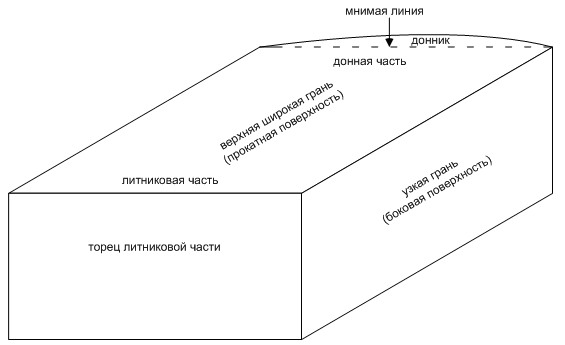 мнимая линия
донник
донная часть
верхняя широкая грань
(прокатная поверхность)
узкая грань
(боковая поверхность)
литниковая часть
торец литниковой части